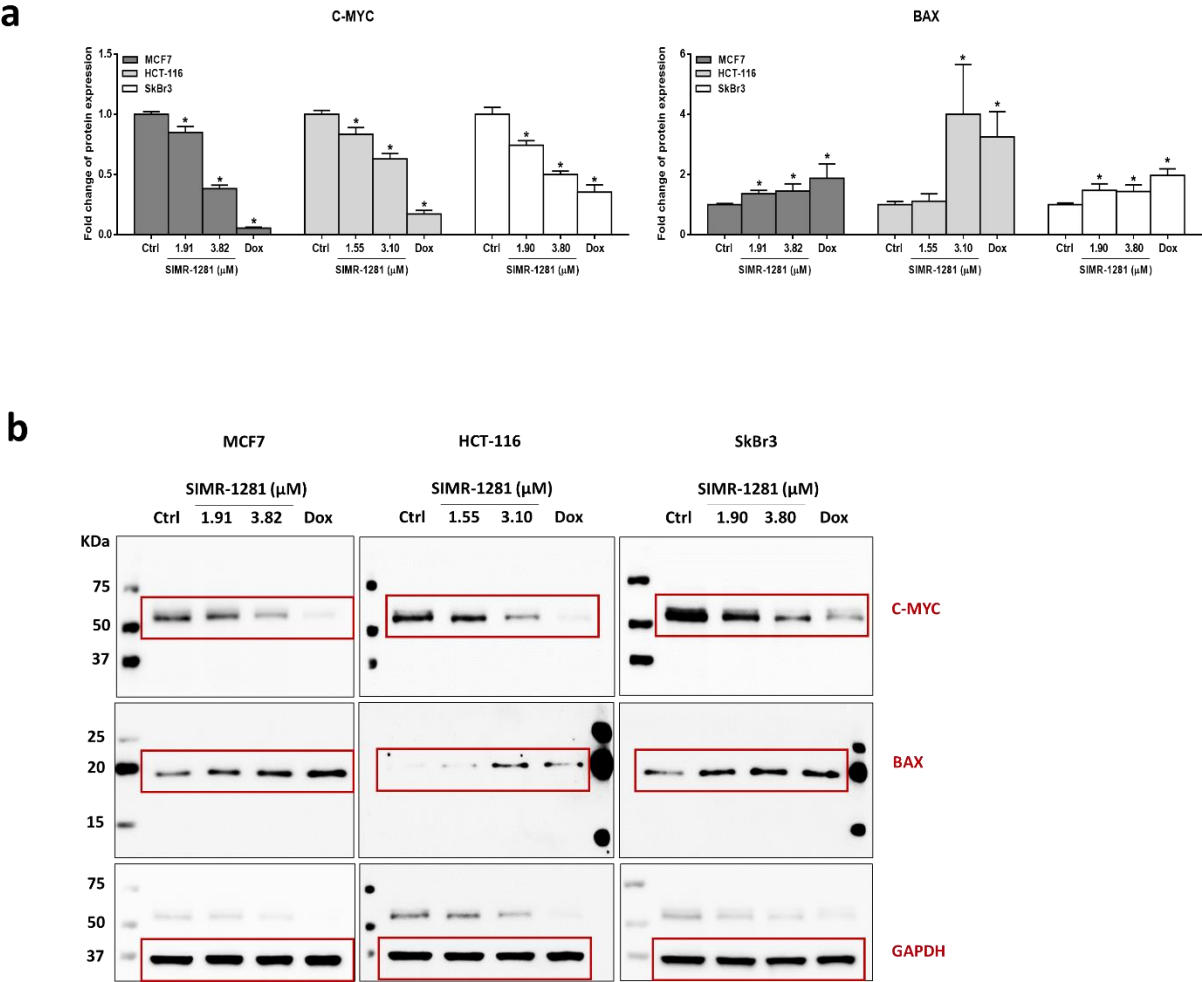 a
C-MYC
BAX
Fold change of protein expression
1.5
1.0
0.5
0.0
MCF7
HCT-116
SkBr3
Ctrl 1.91 3.82 Dox
SIMR-1281 (µM)
Ctrl 1.55 3.10 Dox
SIMR-1281 (µM)
Ctrl 1.90 3.80 Dox
SIMR-1281 (µM)
* * * * * * * * *
Fold change of protein expression
6
4
2
0
MCF7
HCT-116
SkBr3
Ctrl 1.91 3.82 Dox
SIMR-1281 (µM)
Ctrl 1.55 3.10 Dox
SIMR-1281 (µM)
Ctrl 1.90 3.80 Dox
SIMR-1281 (µM)
* * * * * * * *
b
MCF7 HCT-116 SkBr3
SIMR-1281 (µM) SIMR-1281 (µM) SIMR-1281 (µM)
Ctrl 1.91 3.82 Dox Ctrl 1.55 3.10 Dox Ctrl 1.90 3.80 Dox
KDa
75
50
37
C-MYC
25
20
15
BAX
75
50
37
GAPDH